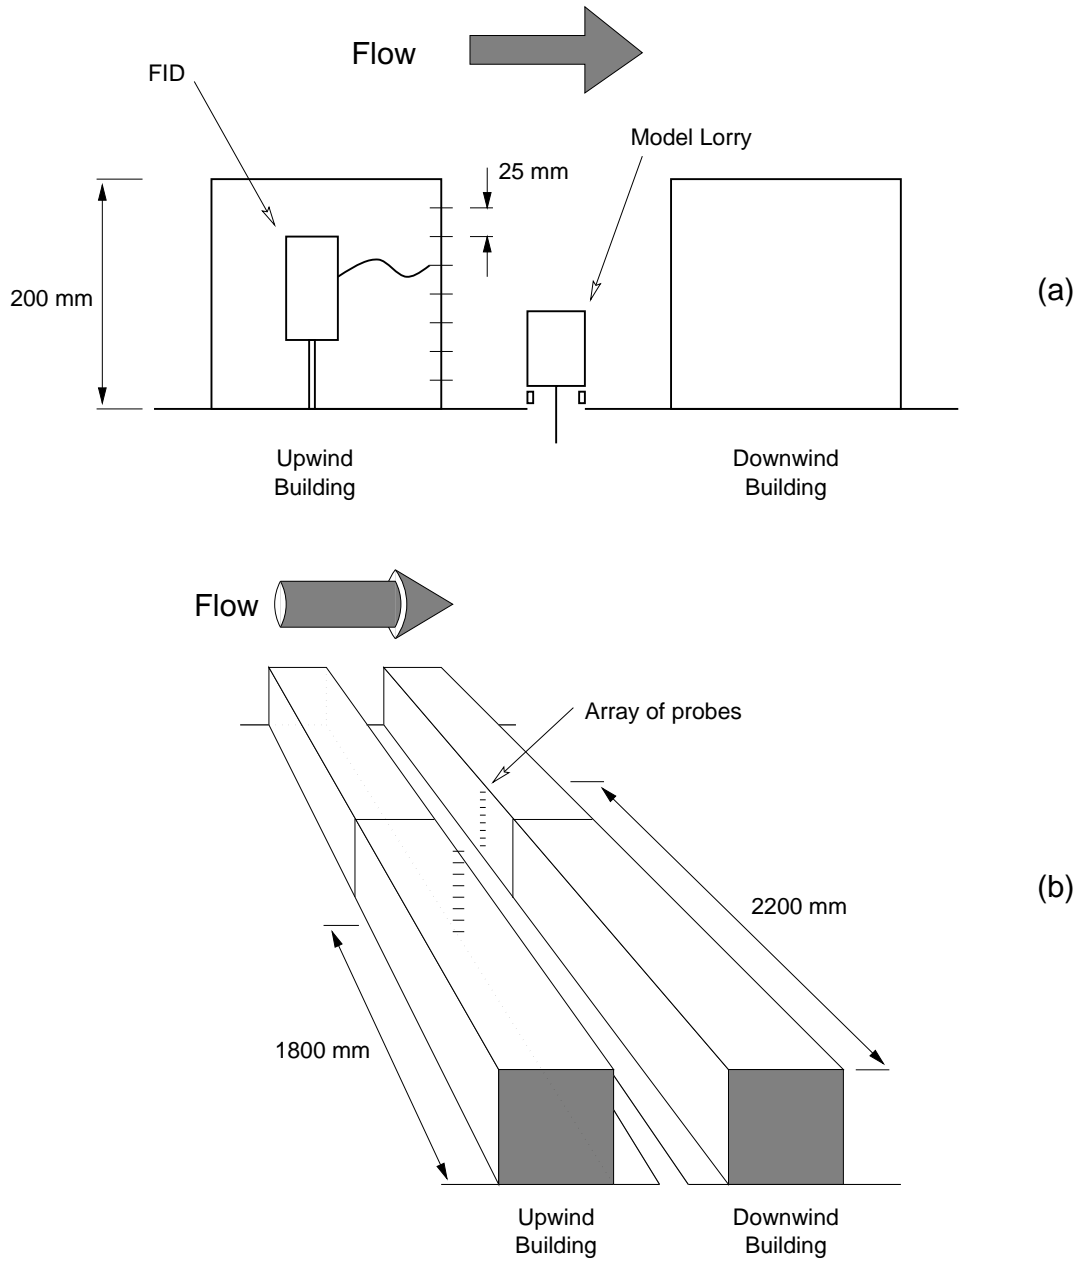 Flow
FID
Model Lorry
25 mm
200 mm
(a)
Upwind
Building
Downwind
Building
Flow
Array of probes
2200 mm
(b)
1800 mm
Upwind
Building
Downwind
Building